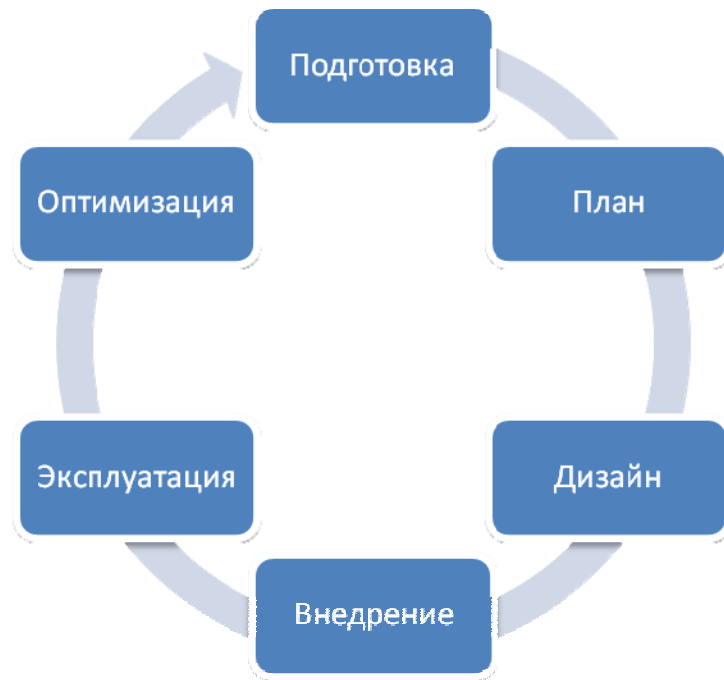 Подготовка
План
Дизайн
Внедрение
Эксплуатация
Оптимизация